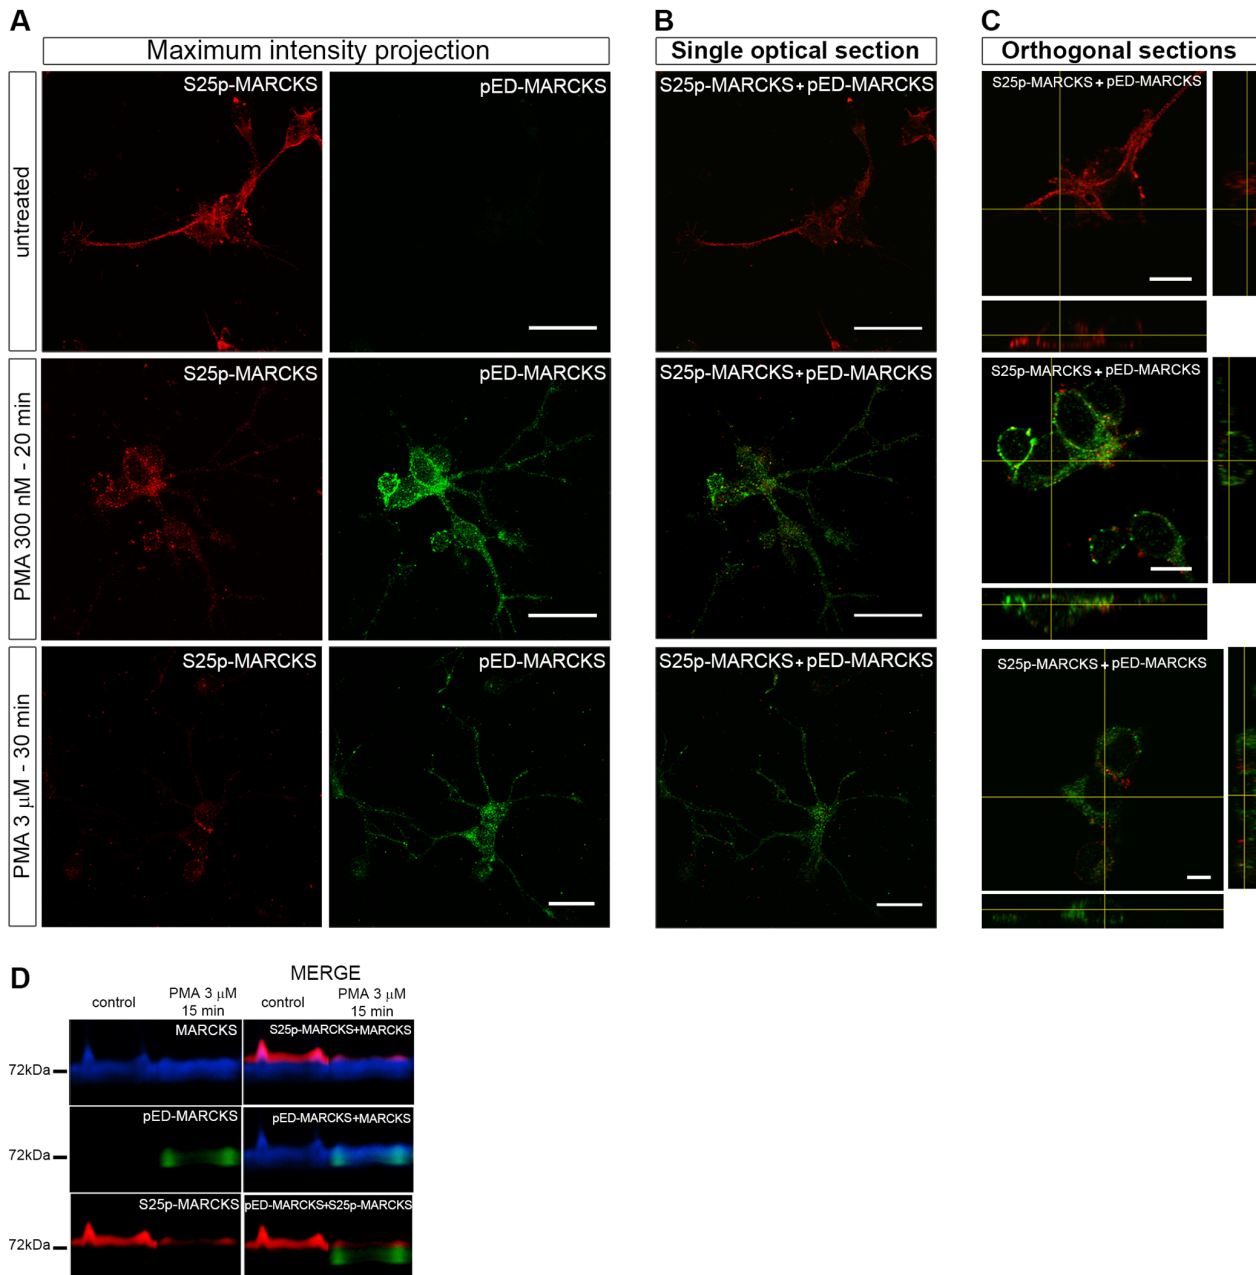 A
B
C
Maximum intensity projection
Single optical section
Orthogonal sections
untreated
S25p-MARCKS
pED-MARCKS
S25p-MARCKS+pED-MARCKS
S25p-MARCKS+pED-MARCKS
PMA 300 nM - 20 min
S25p-MARCKS
pED-MARCKS
S25p-MARCKS+pED-MARCKS
S25p-MARCKS+pED-MARCKS
PMA 3 μM - 30 min
S25p-MARCKS
pED-MARCKS
S25p-MARCKS+pED-MARCKS
S25p-MARCKS+pED-MARCKS
D
MERGE
control
PMA 3 μM
15 min
control
PMA 3 μM
15 min
MARCKS
S25p-MARCKS+MARCKS
72kDa
pED-MARCKS
pED-MARCKS+MARCKS
72kDa
S25p-MARCKS
pED-MARCKS+S25p-MARCKS
72kDa